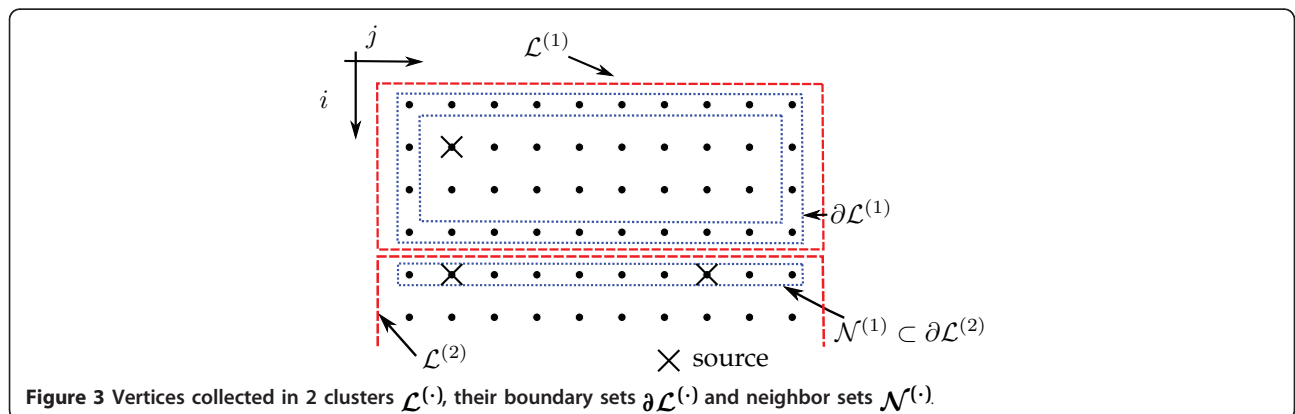 j
ℒ⁽¹⁾
i
∂ℒ⁽¹⁾
𝒩⁽¹⁾ ⊂ ∂ℒ⁽²⁾
ℒ⁽²⁾
source
Figure 3 Vertices collected in 2 clusters ℒ⁽·⁾, their boundary sets ∂ℒ⁽·⁾ and neighbor sets 𝒩⁽·⁾.